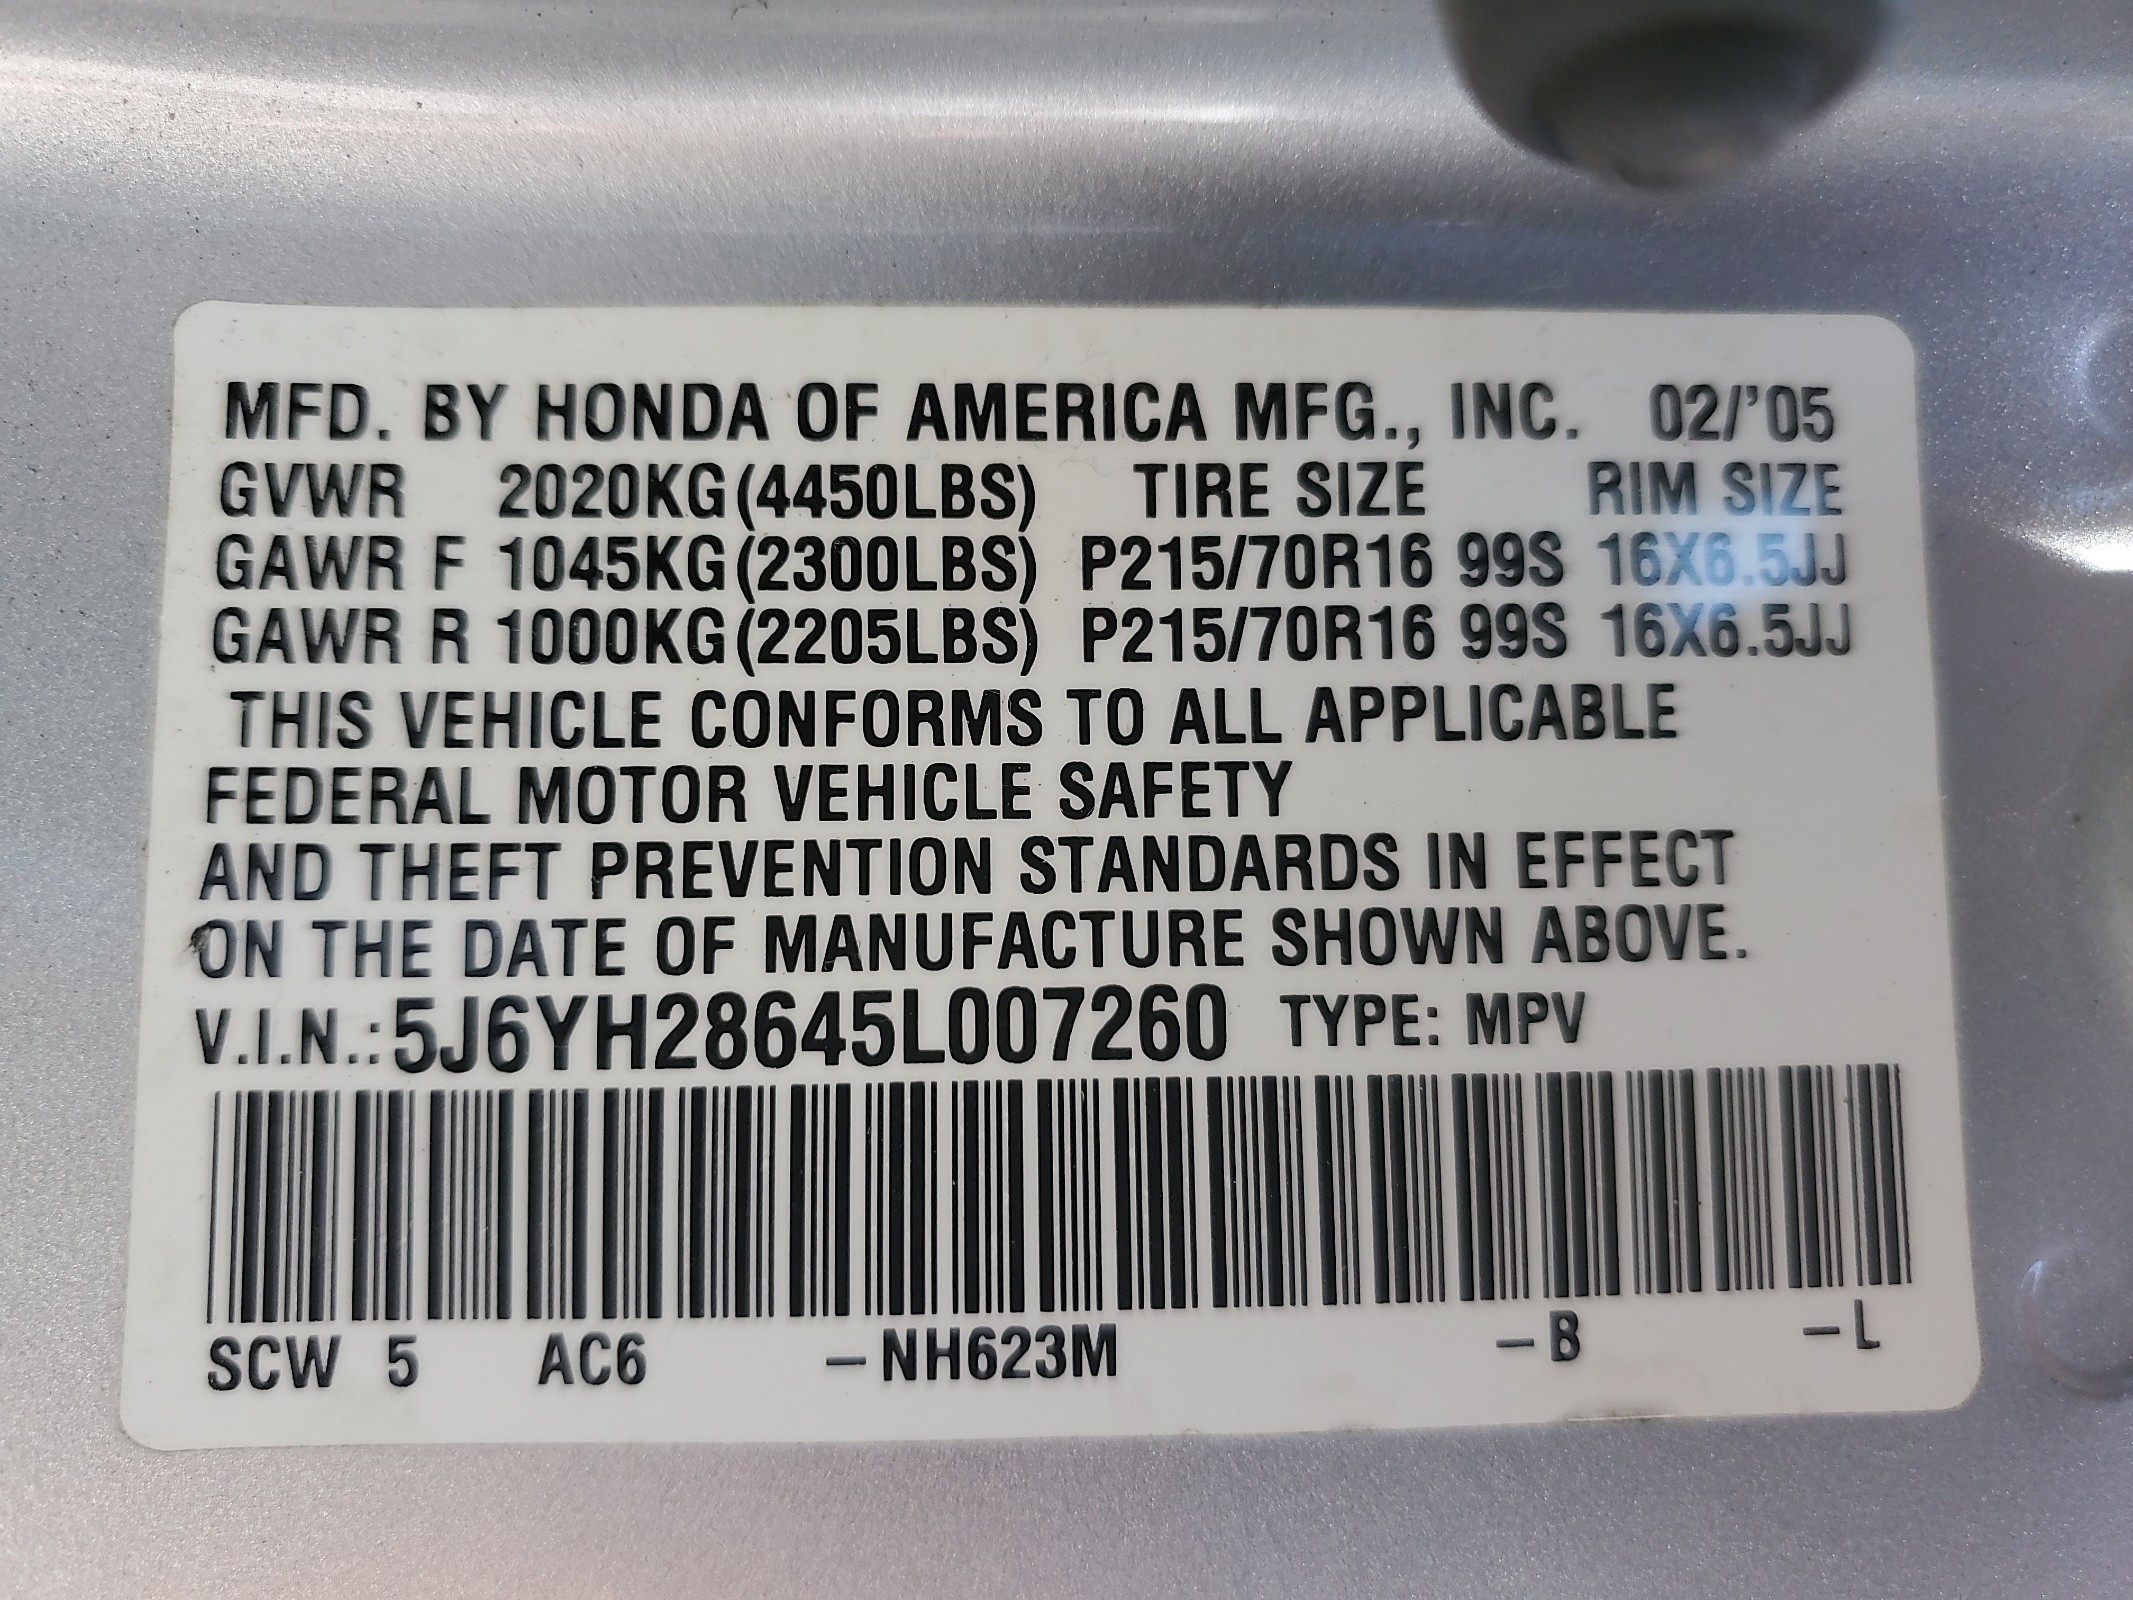 MFD. BY HONDA OF AMERICA MFG., INC. 02/'05
GVWR 2020KG(4450LBS) TIRE SIZE RIM SIZE
GAWR F 1045KG(2300LBS) P215/70R16 99S 16X6.5JJ
GAWR R 1000KG(2205LBS) P215/70R16 99S 16X6.5JJ
THIS VEHICLE CONFORMS TO ALL APPLICABLE
FEDERAL MOTOR VEHICLE SAFETY
AND THEFT PREVENTION STANDARDS IN EFFECT
ON THE DATE OF MANUFACTURE SHOWN ABOVE.
V.I.N.: 5J6YH28645L007260 TYPE: MPV
SCW 5 AC6 –NH623M –B –L